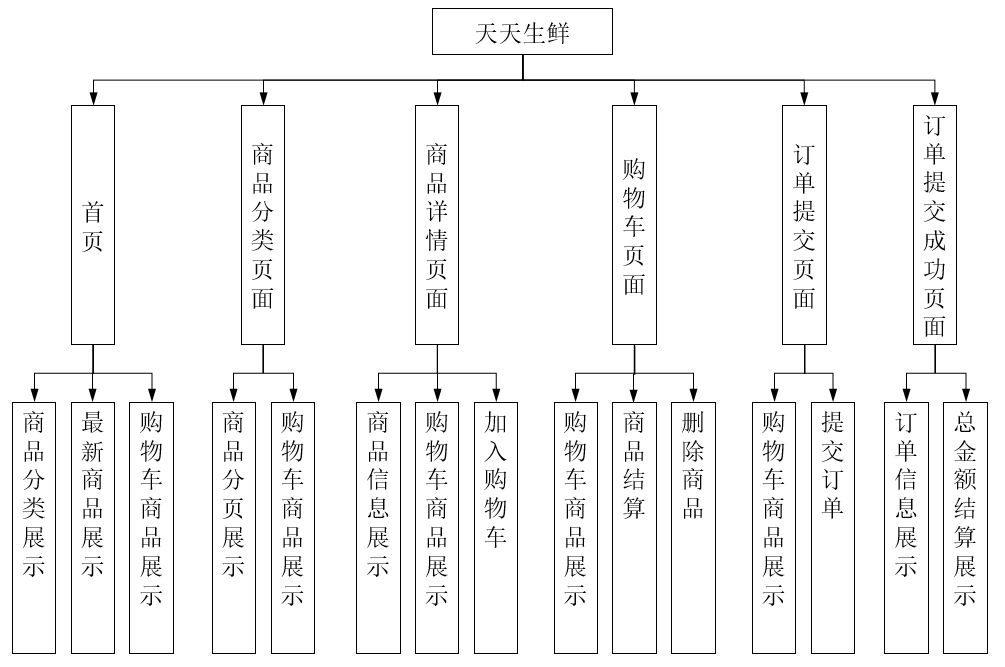 天天生鲜
首页
商品分类页面
商品详情页面
购物车页面
订单提交页面
订单提交成功页面
商品分类展示
最新商品展示
购物车商品展示
商品分页展示
购物车商品展示
商品信息展示
购物车商品展示
加入购物车
购物车商品展示
商品结算
删除商品
购物车商品展示
提交订单
订单信息展示
总金额结算展示